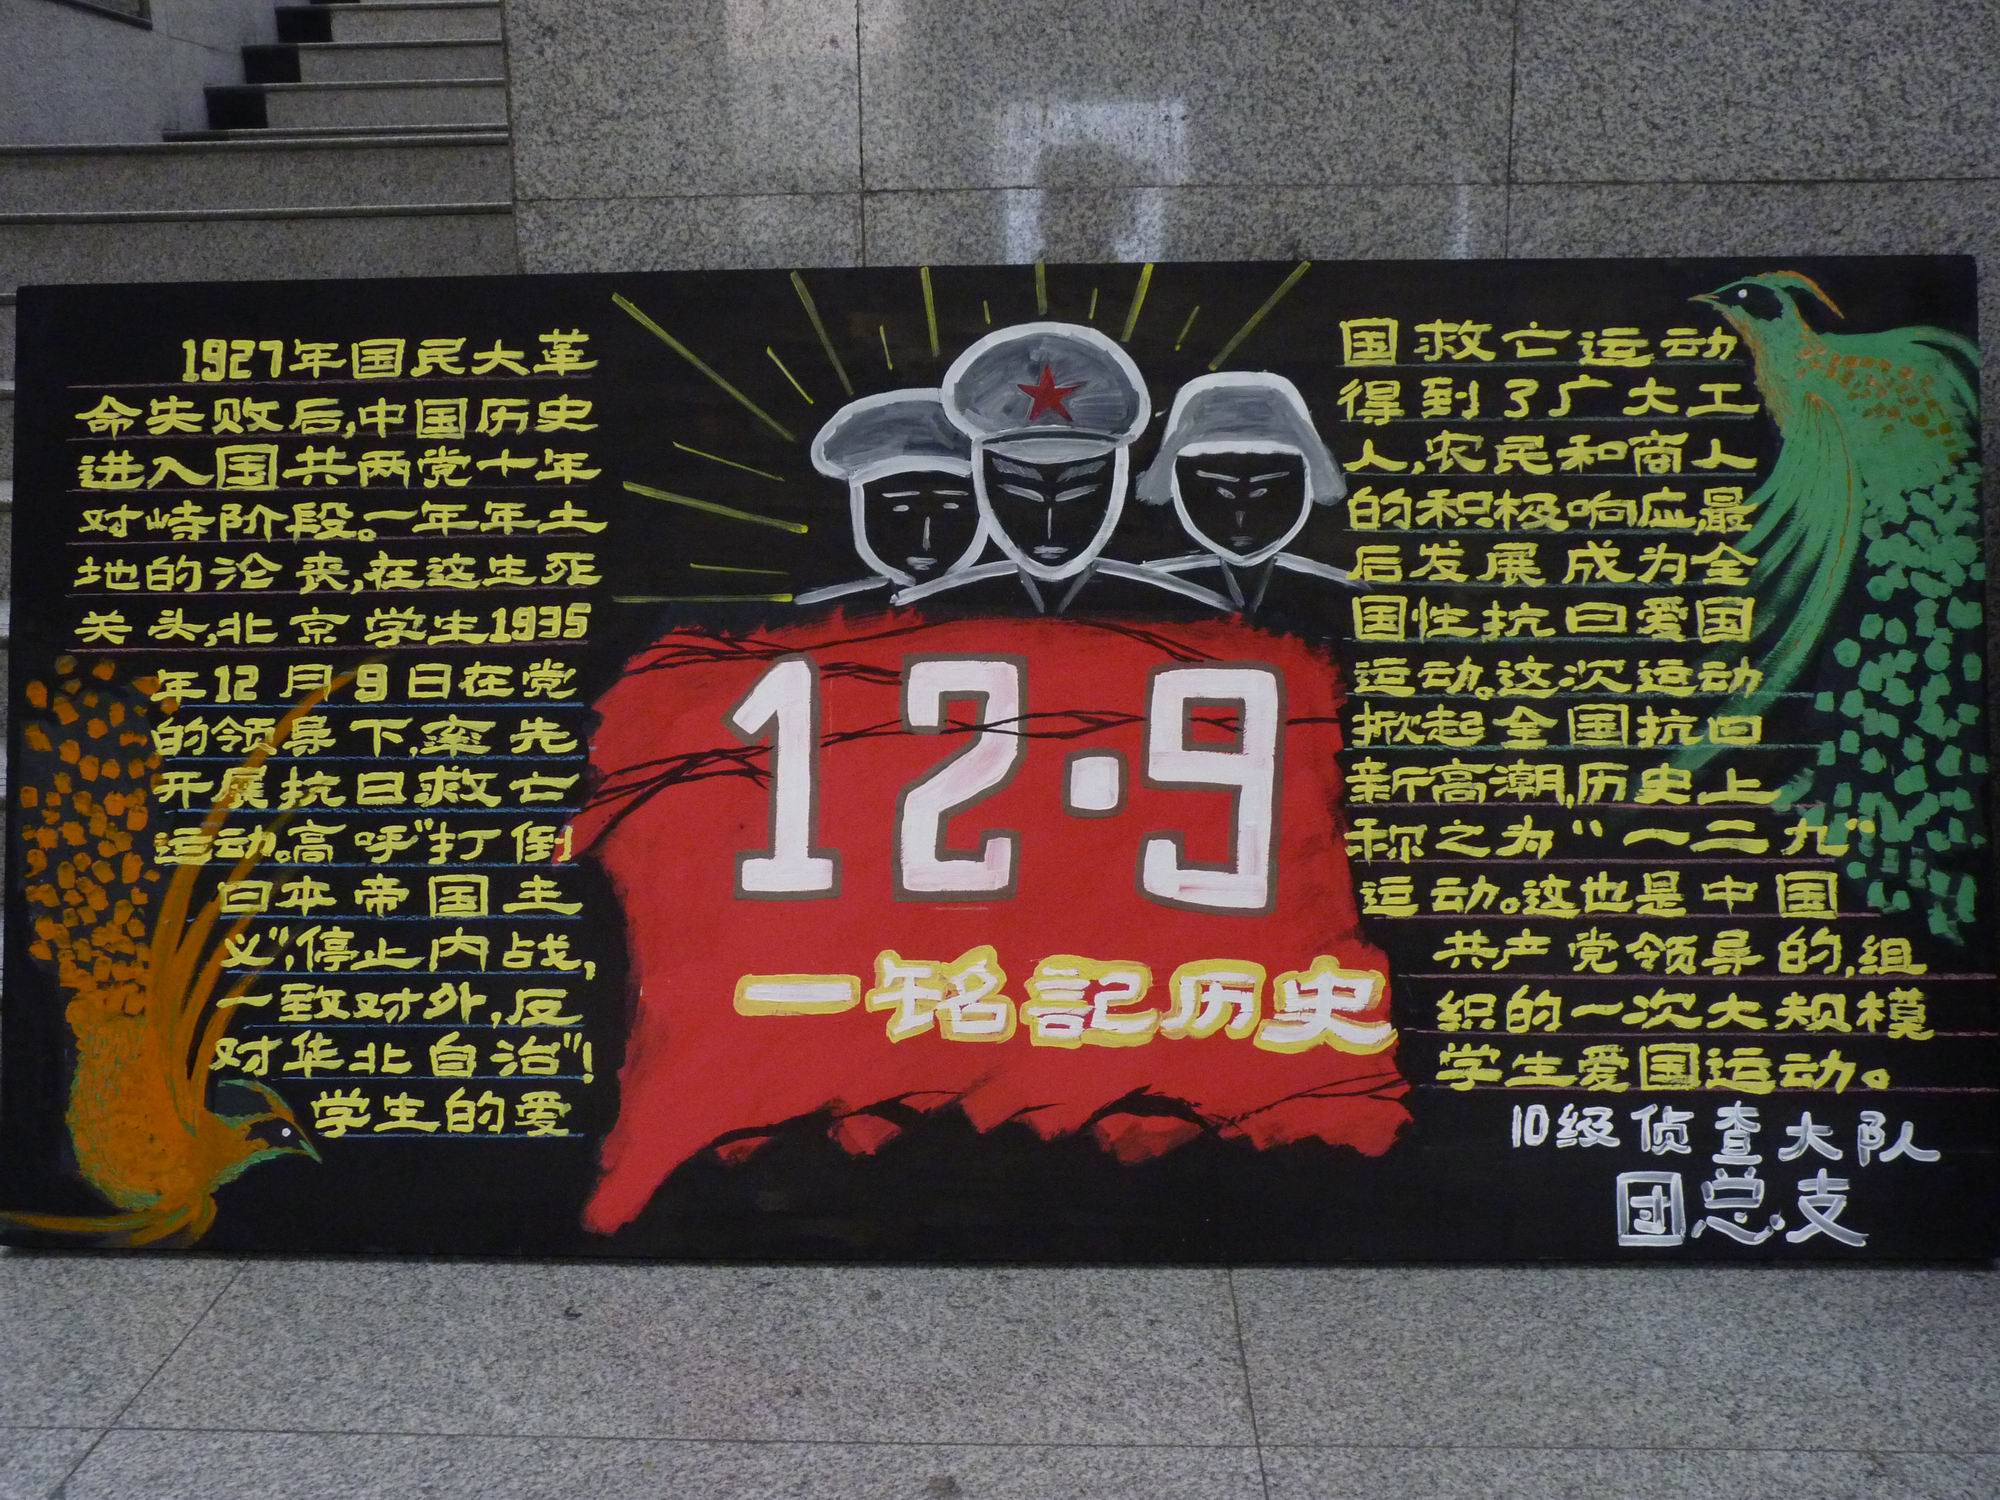 1927年国民大革
命失败后,中国历史
进入国共两党十年
对峙阶段。一年年土
地的沦丧,在这生死
关头,北京学生1935
年12月9日在党
的领导下,率先
开展抗日救亡
运动。高呼"打倒
日本帝国主
义",停止内战,
一致对外,反
对华北自治"!
学生的爱
12·9
一铭記历史
国救亡运动
得到了广大工
人,农民和商人
的积极响应,最
后发展成为全
国性抗日爱国
运动。这次运动
掀起全国抗日
新高潮,历史上
称之为"一二九"
运动。这也是中国
共产党领导的,组
织的一次大规模
学生爱国运动。
10级侦查大队
团总支